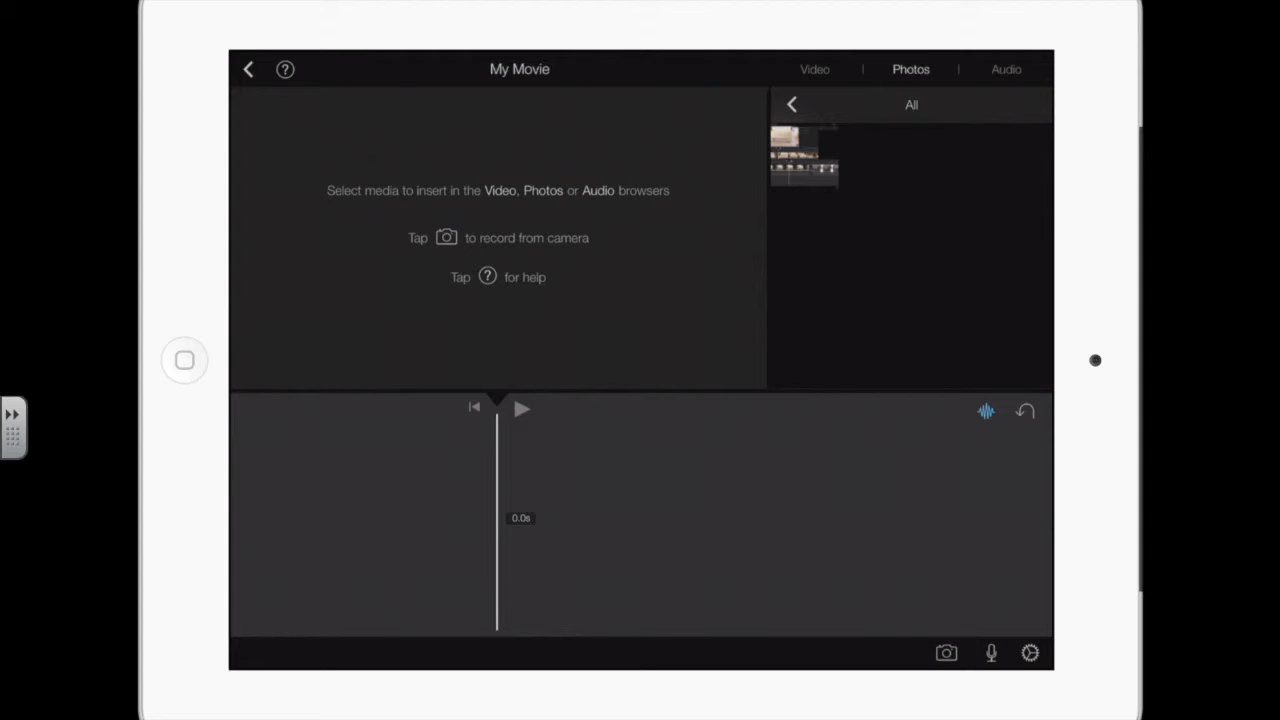 ?
My Movie
Video
Photos
Audio
All
Select media to insert in the Video, Photos or Audio browsers
Tap to record from camera
Tap ? for help
0.0s